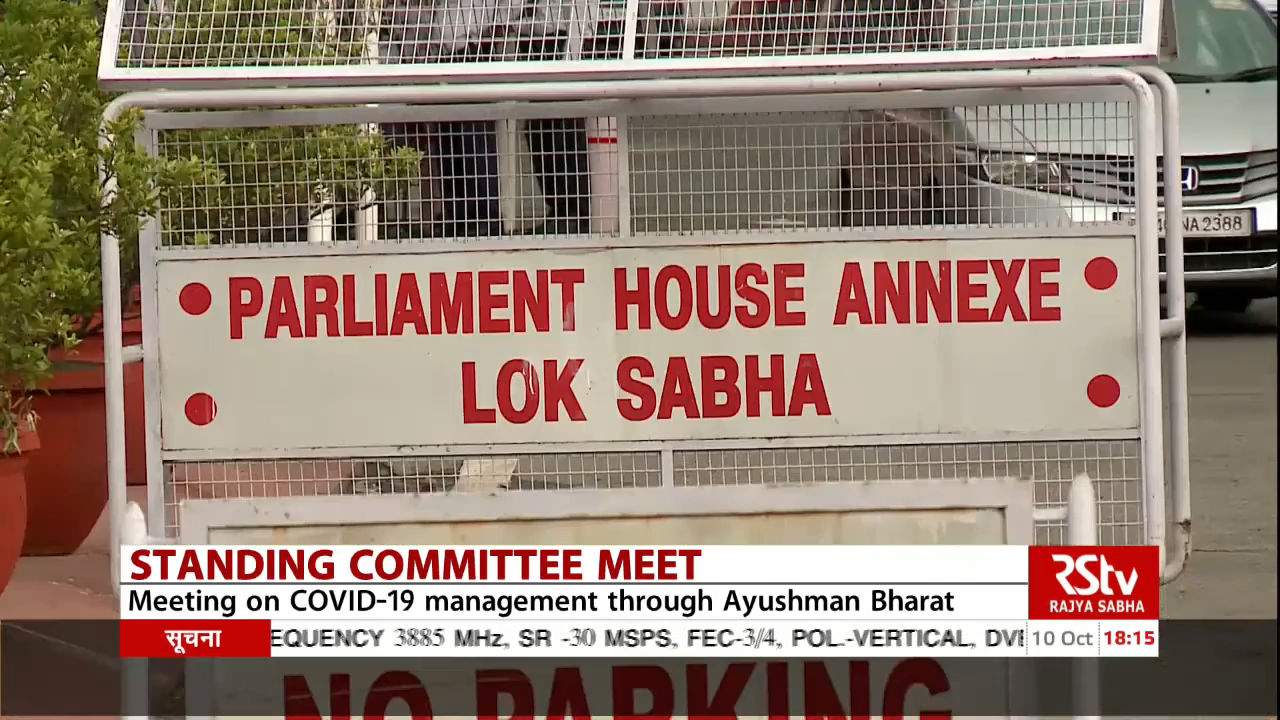 NA 2388
PARLIAMENT HOUSE ANNEXE
LOK SABHA
STANDING COMMITTEE MEET
Meeting on COVID-19 management through Ayushman Bharat
RStv
RAJYA SABHA
सूचना
EQUENCY 3885 MHz, SR -30 MSPS, FEC-3/4, POL.-VERTICAL, DVI
10 Oct 18:15
NO PARKING